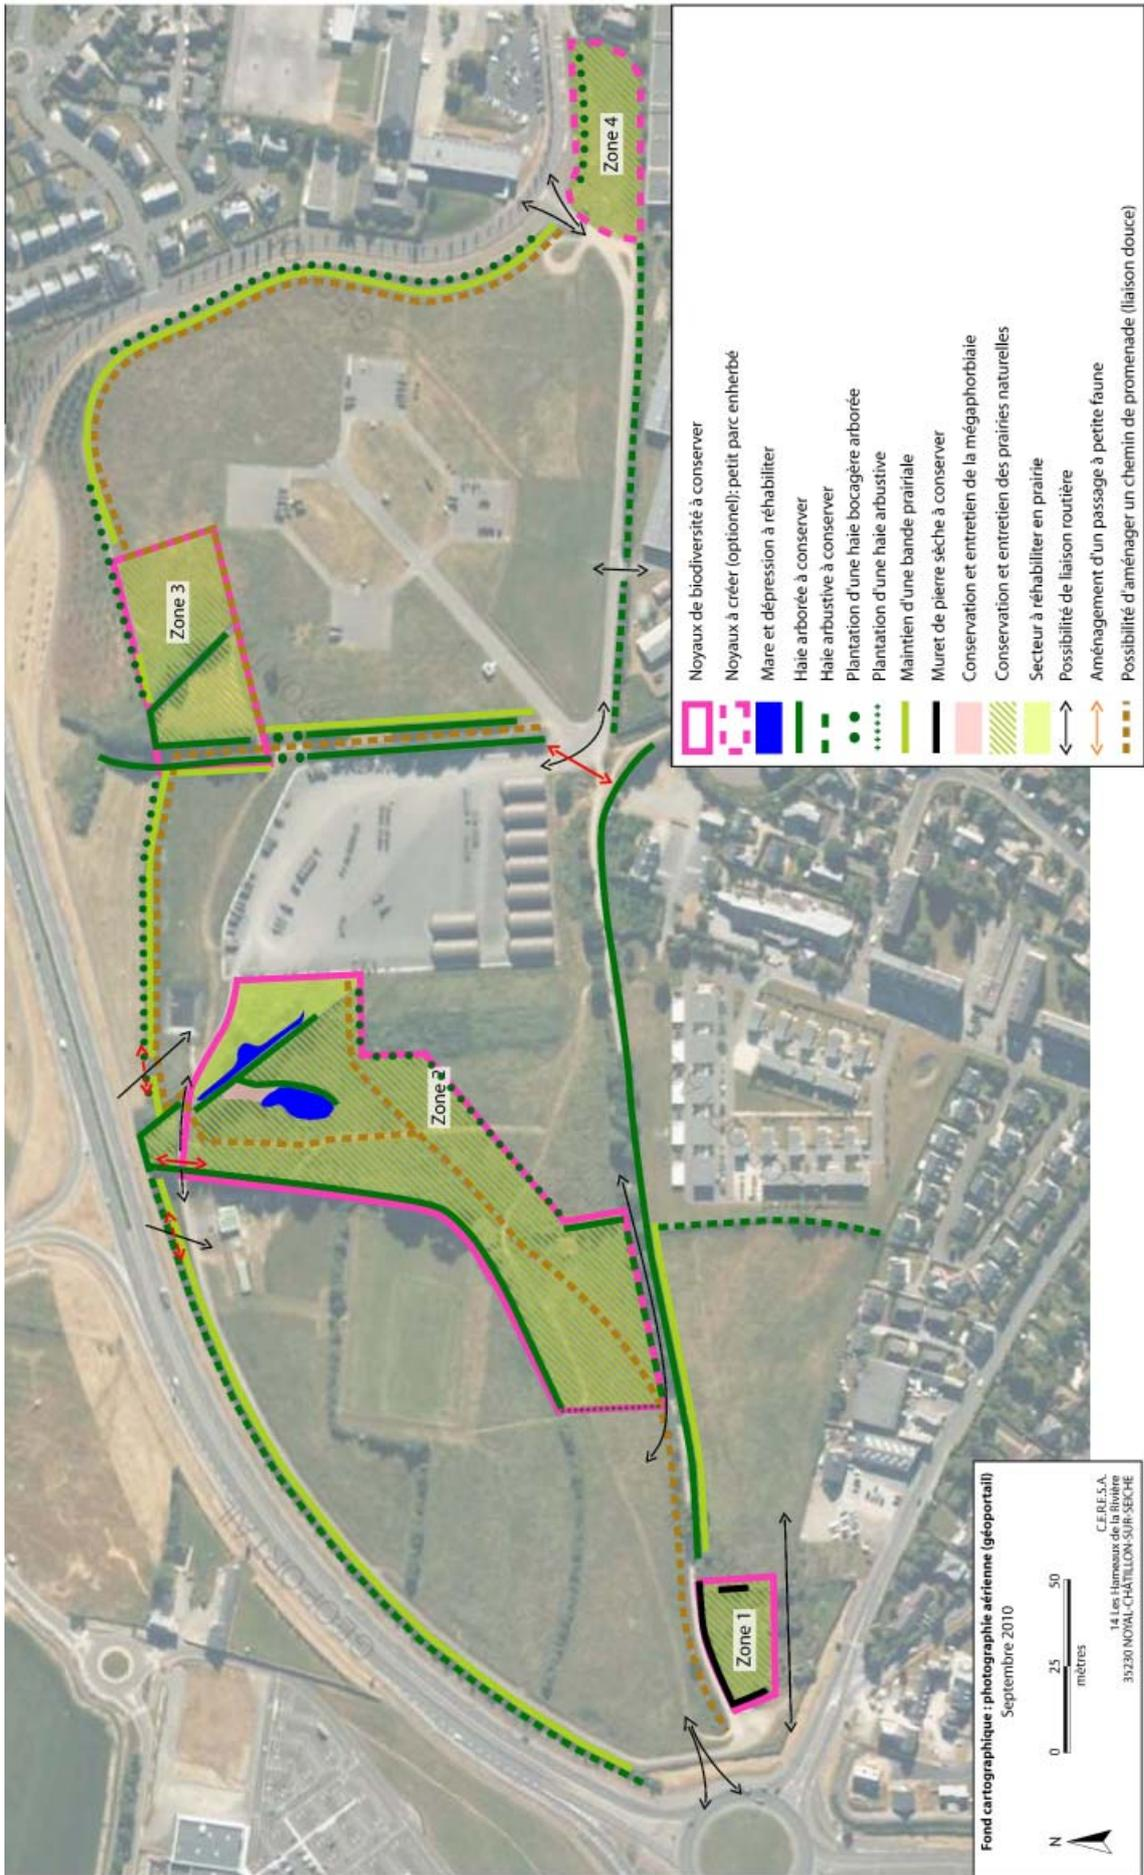 Zone 1
Zone 2
Zone 3
Zone 4
Noyaux de biodiversité à conserver
Noyaux à créer (optionel): petit parc enherbé
Mare et dépression à réhabiliter
Haie arborée à conserver
Haie arbustive à conserver
Plantation d'une haie bocagère arborée
Plantation d'une haie arbustive
Maintien d'une bande prairiale
Muret de pierre sèche à conserver
Conservation et entretien de la mégaphorbiaie
Conservation et entretien des prairies naturelles
Secteur à réhabiliter en prairie
Possibilité de liaison routière
Aménagement d'un passage à petite faune
Possibilité d'aménager un chemin de promenade (liaison douce)
Fond cartographique : photographie aérienne (géoportail)
Septembre 2010
N
0 25 50
mètres
C.E.R.E.S.A.
14 Les Hameaux de la Rivière
35230 NOYAL-CHÂTILLON-SUR-SEICHE